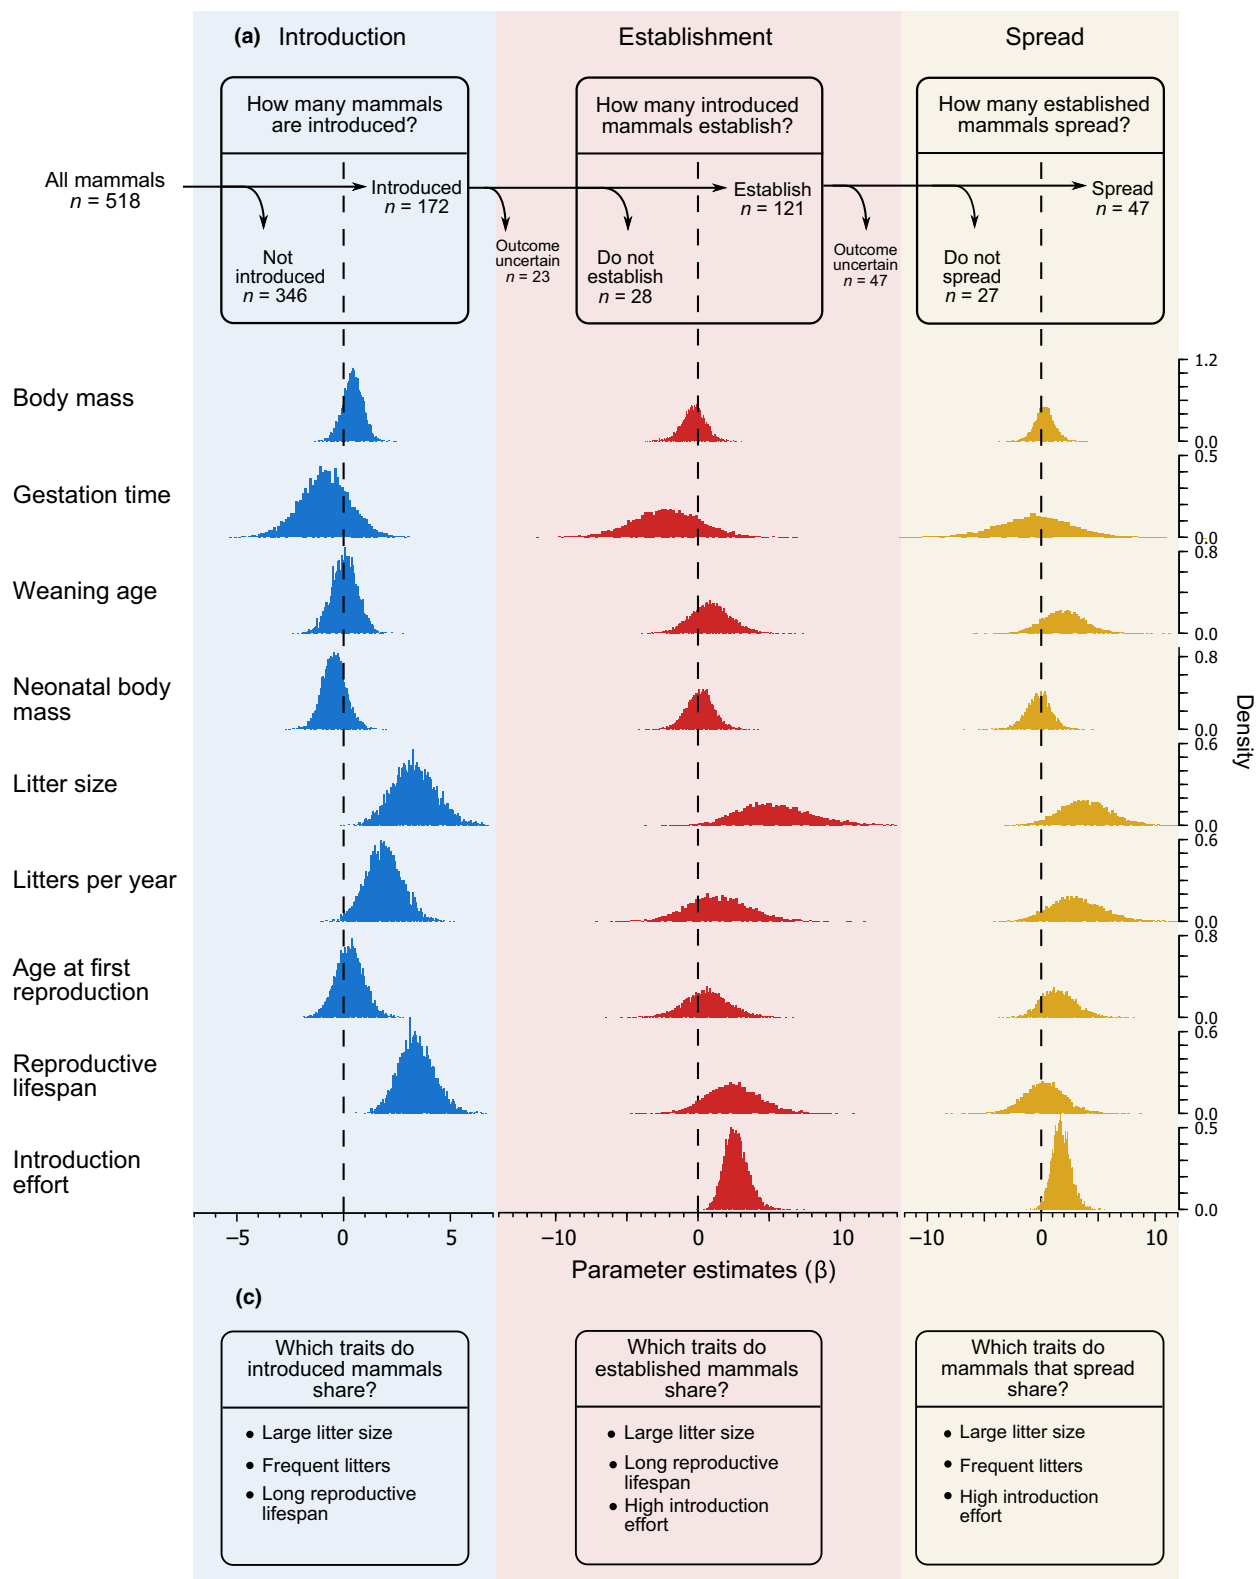 (a) Introduction
Establishment
Spread
How many mammals
are introduced?
How many introduced
mammals establish?
How many established
mammals spread?
All mammals
n = 518
Introduced
n = 172
Not
introduced
n = 346
Outcome
uncertain
n = 23
Establish
n = 121
Do not
establish
n = 28
Outcome
uncertain
n = 47
Spread
n = 47
Do not
spread
n = 27
Body mass
1.2
0.0
Gestation time
0.5
0.0
Weaning age
0.8
0.0
Neonatal body
mass
0.8
0.0
Litter size
0.6
0.0
Litters per year
0.6
0.0
Age at first
reproduction
0.8
0.0
Reproductive
lifespan
0.6
0.0
Introduction
effort
0.5
0.0
Density
−5 0 5
−10 0 10
−10 0 10
Parameter estimates (β)
(c)
Which traits do
introduced mammals
share?
• Large litter size
• Frequent litters
• Long reproductive
lifespan
Which traits do
established mammals
share?
• Large litter size
• Long reproductive
lifespan
• High introduction
effort
Which traits do
mammals that spread
share?
• Large litter size
• Frequent litters
• High introduction
effort